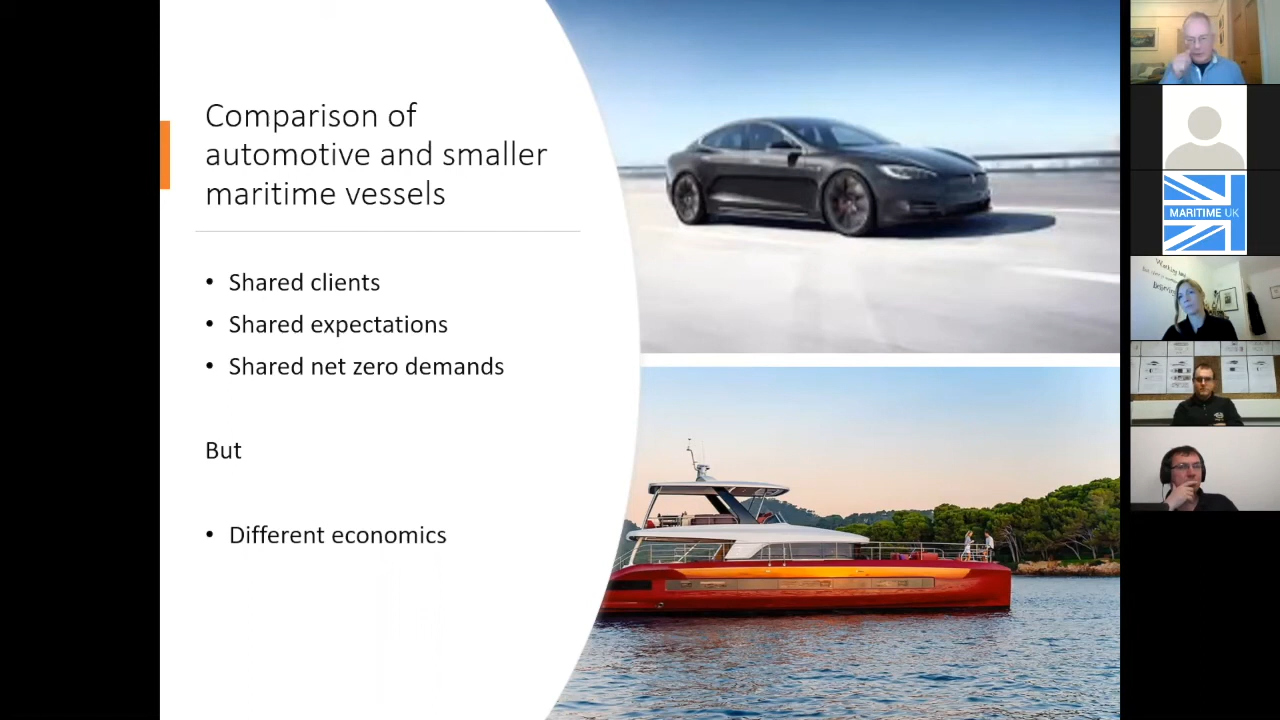 Comparison of
automotive and smaller
maritime vessels
• Shared clients
• Shared expectations
• Shared net zero demands
But
• Different economics
MARITIME UK
Believing